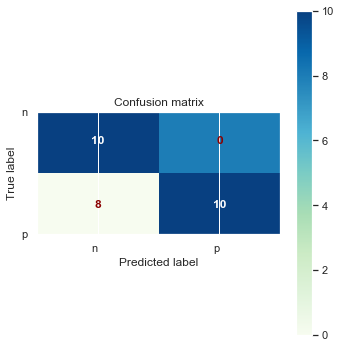 Confusion matrix
True label
n
p
10
0
8
10
n
p
Predicted label
10
8
6
4
2
0